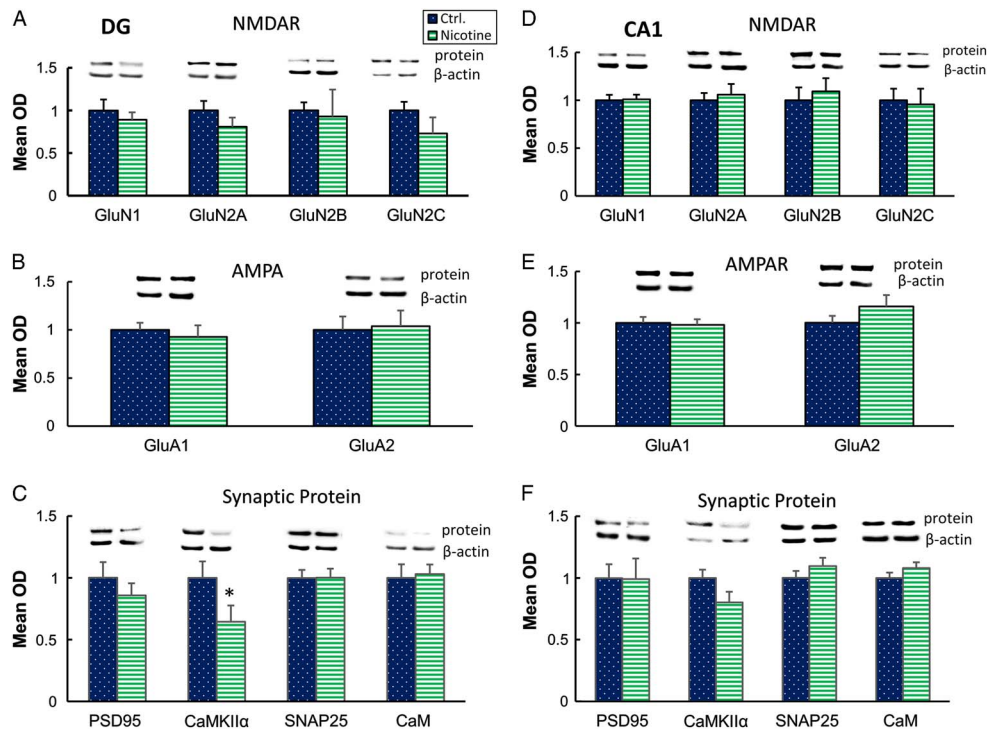 A
DG
NMDAR
Ctrl.
Nicotine
protein
β-actin
Mean OD
1.5
1
0.5
0
GluN1 GluN2A GluN2B GluN2C
B
AMPA
protein
β-actin
Mean OD
1.5
1
0.5
0
GluA1 GluA2
C
Synaptic Protein
protein
β-actin
Mean OD
1.5
1
0.5
0
*
PSD95 CaMKIIα SNAP25 CaM
D
CA1
NMDAR
protein
β-actin
Mean OD
1.5
1
0.5
0
GluN1 GluN2A GluN2B GluN2C
E
AMPAR
protein
β-actin
Mean OD
1.5
1
0.5
0
GluA1 GluA2
F
Synaptic Protein
protein
β-actin
Mean OD
1.5
1
0.5
0
PSD95 CaMKIIα SNAP25 CaM